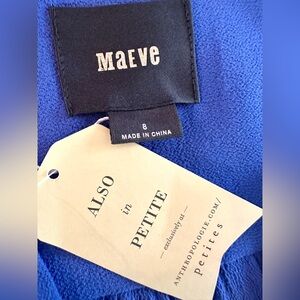 MAEVE
8
MADE IN CHINA
ALSO
in
PETITE
— exclusively at —
ANTHROPOLOGIE.COM/
petites